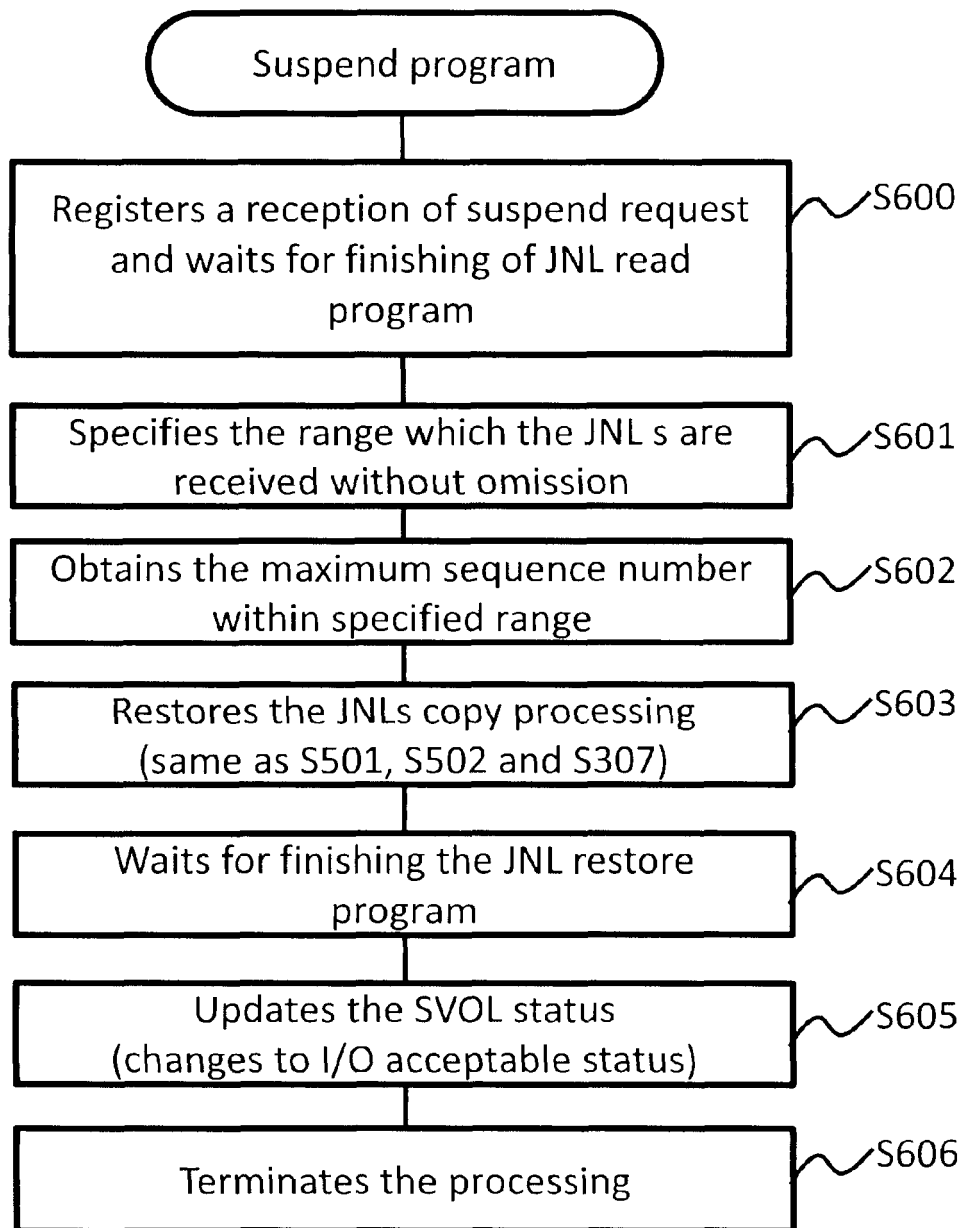 Suspend program
Registers a reception of suspend request
and waits for finishing of JNL read
program
S600
Specifies the range which the JNL s are
received without omission
S601
Obtains the maximum sequence number
within specified range
S602
Restores the JNLs copy processing
(same as S501, S502 and S307)
S603
Waits for finishing the JNL restore
program
S604
Updates the SVOL status
(changes to I/O acceptable status)
S605
Terminates the processing
S606